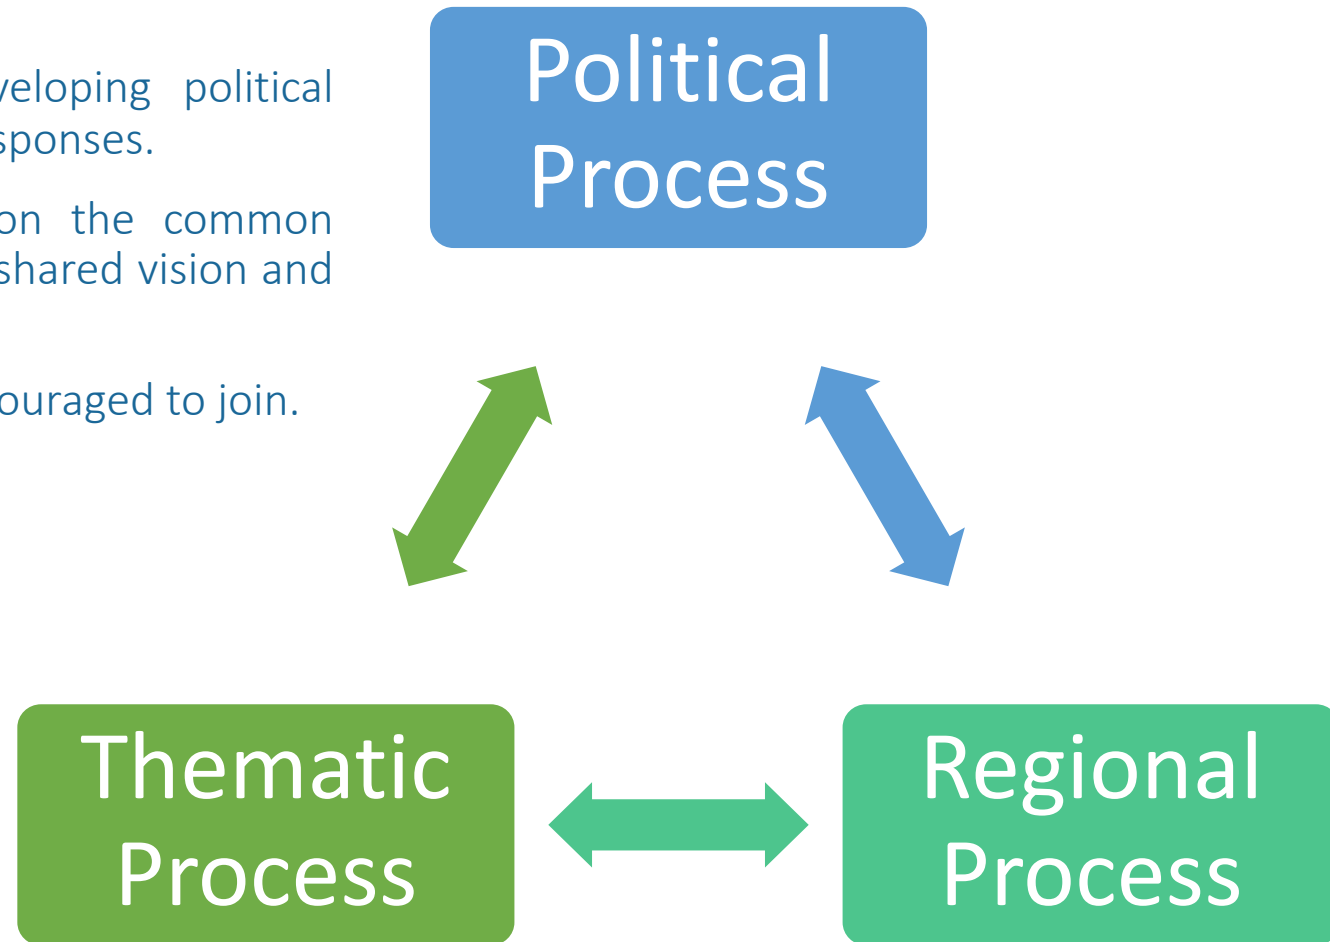 veloping political
sponses.
on the common
shared vision and
ouraged to join.
Political
Process
Thematic
Process
Regional
Process